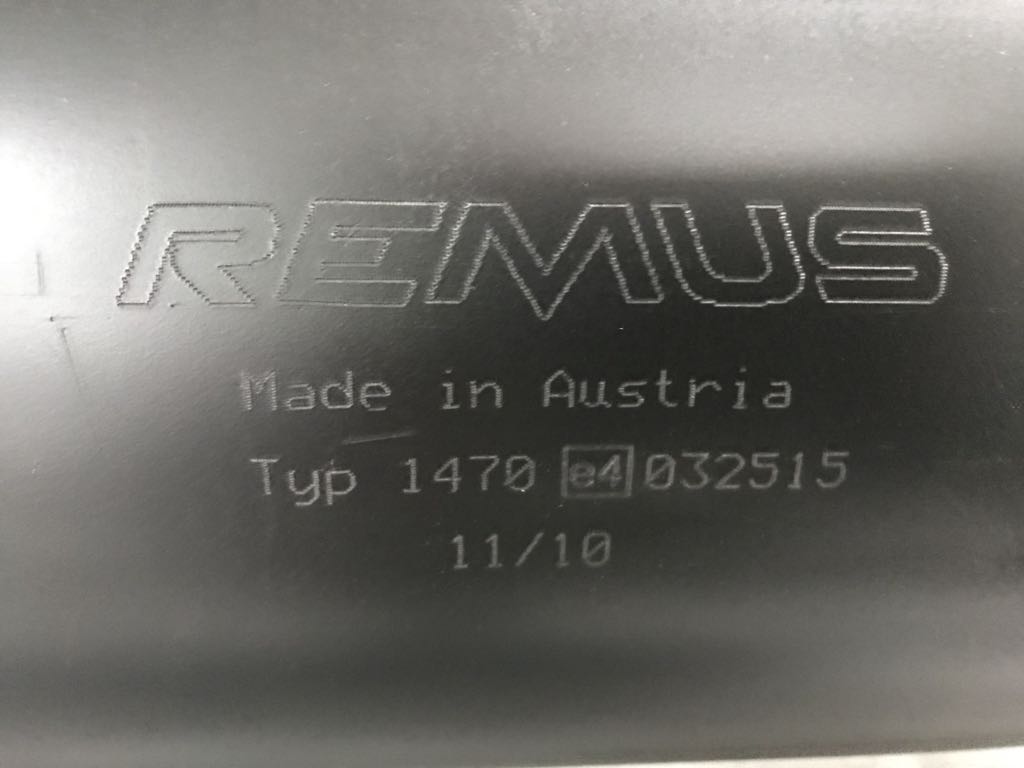 REMUS
Made in Austria
Typ 1470 e4 032515
11/10